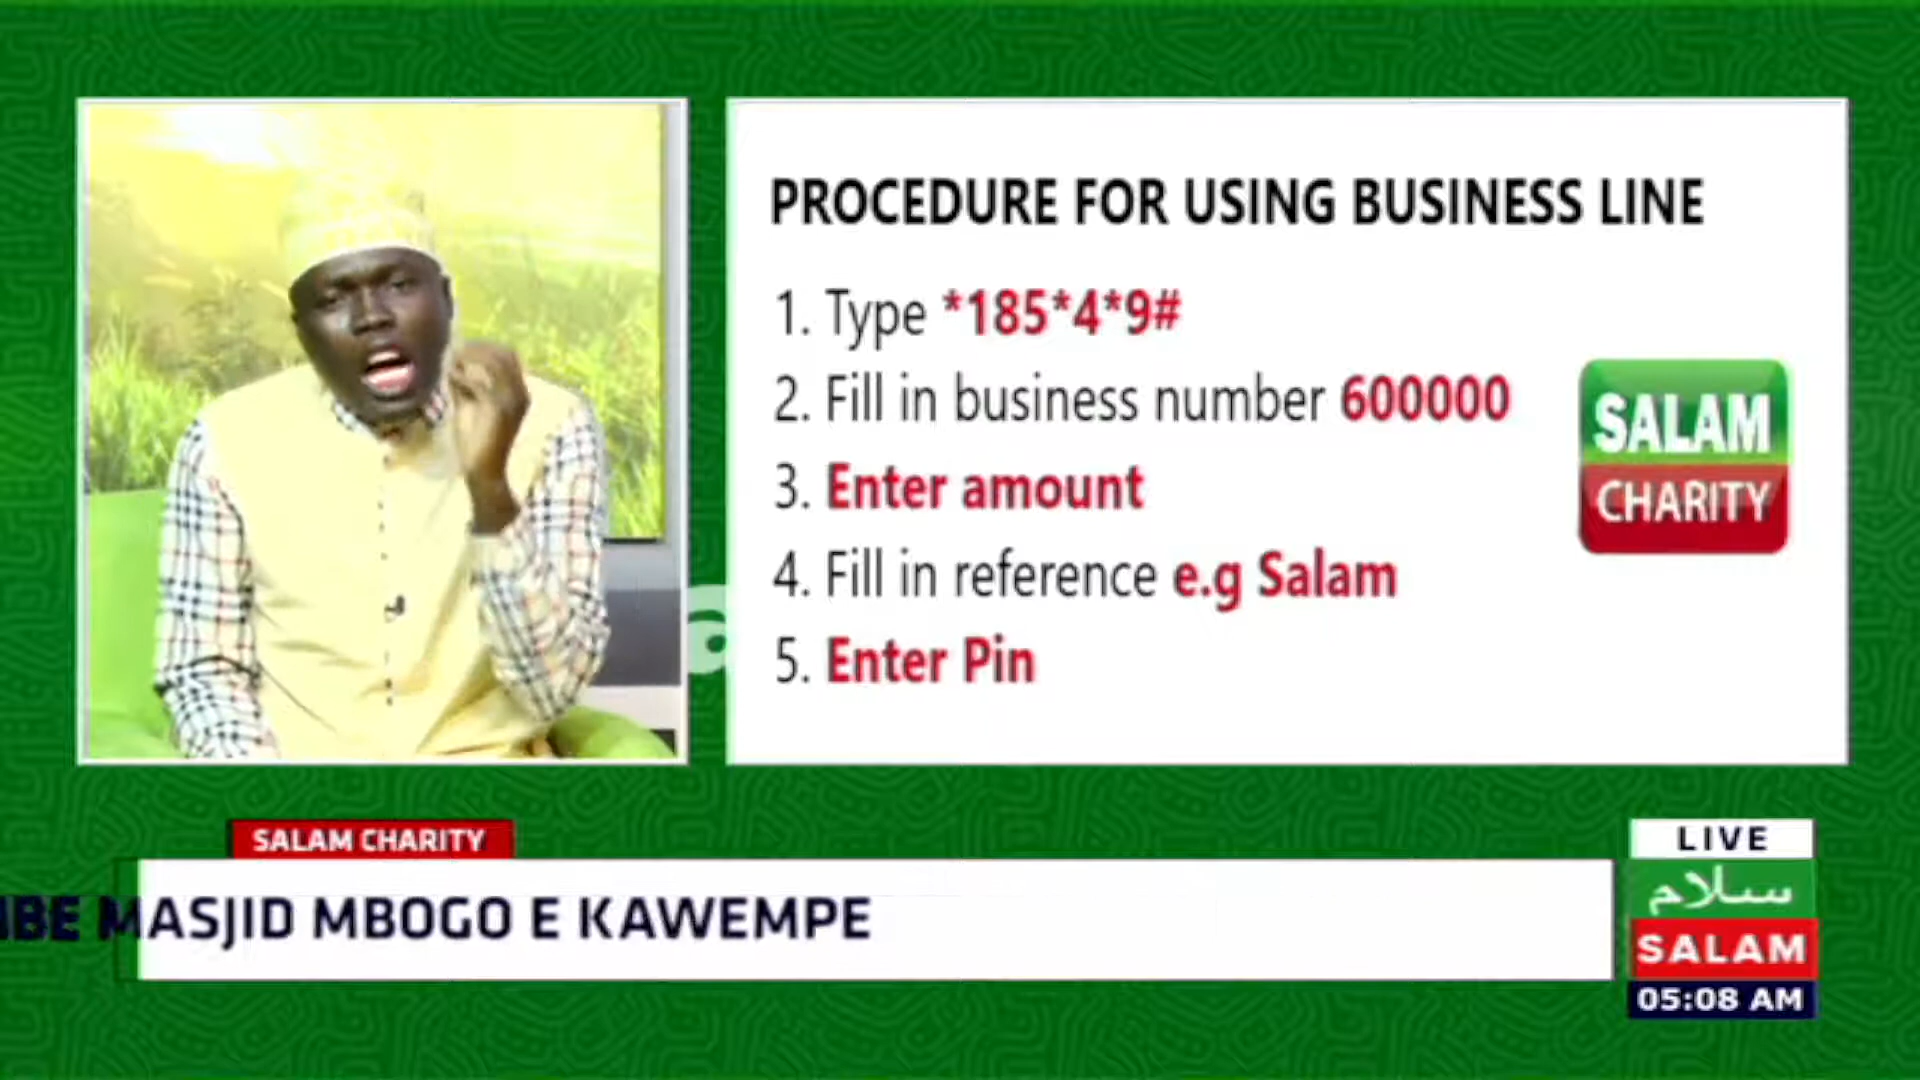 PROCEDURE FOR USING BUSINESS LINE
1. Type *185*4*9#
2. Fill in business number 600000
3. Enter amount
4. Fill in reference e.g Salam
5. Enter Pin
SALAM
CHARITY
SALAM CHARITY
MASJID MBOGO E KAWEMPE
LIVE
سلام
SALAM
05:08 AM